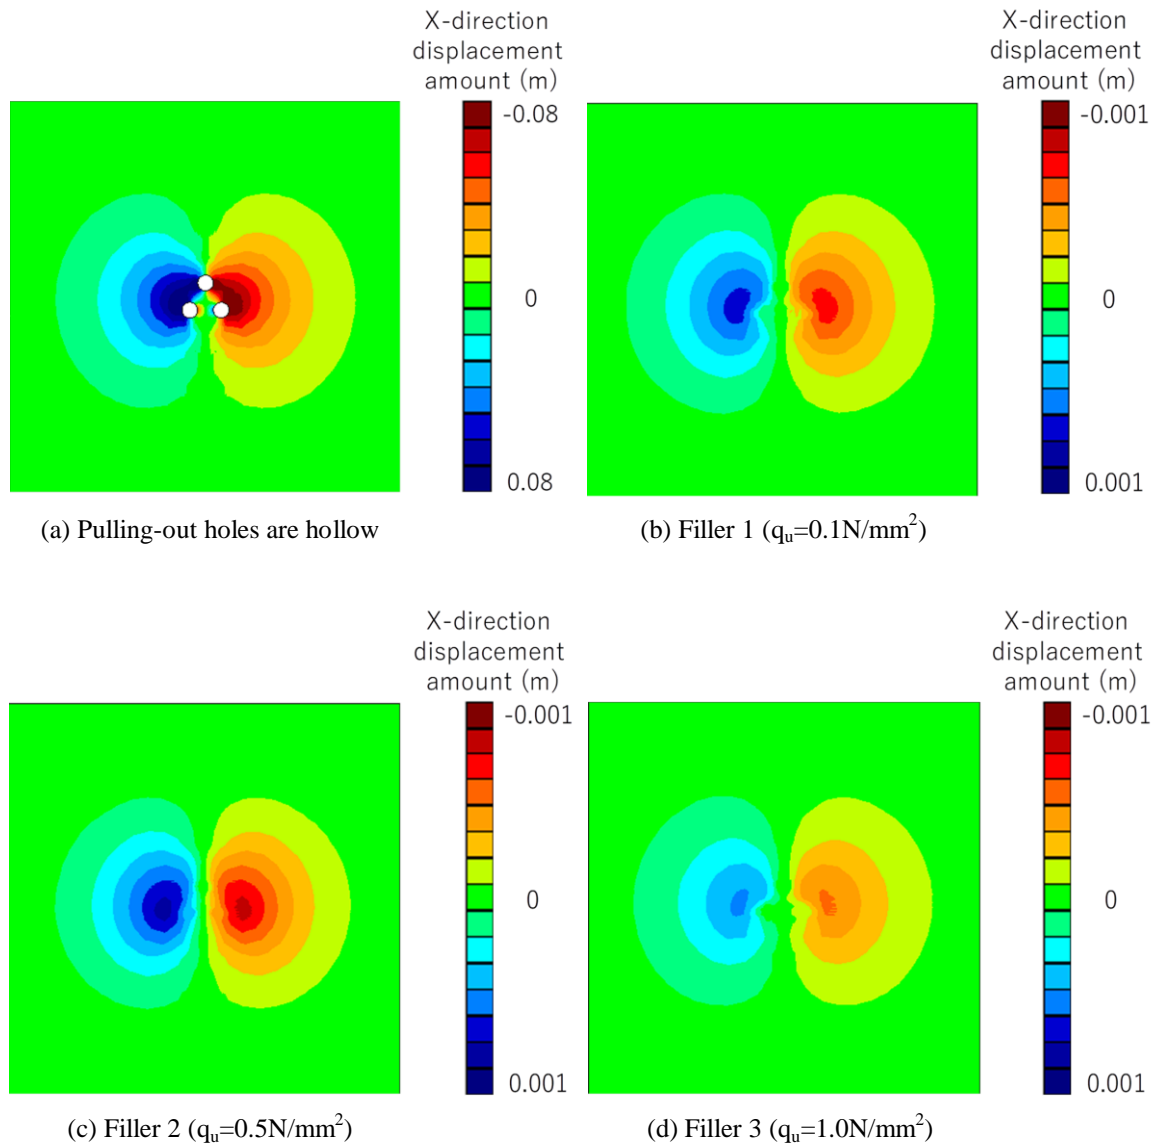 X-direction
displacement
amount (m)
-0.08
0
0.08
(a) Pulling-out holes are hollow
X-direction
displacement
amount (m)
-0.001
0
0.001
(b) Filler 1 (qu=0.1N/mm2)
X-direction
displacement
amount (m)
-0.001
0
0.001
(c) Filler 2 (qu=0.5N/mm2)
X-direction
displacement
amount (m)
-0.001
0
0.001
(d) Filler 3 (qu=1.0N/mm2)